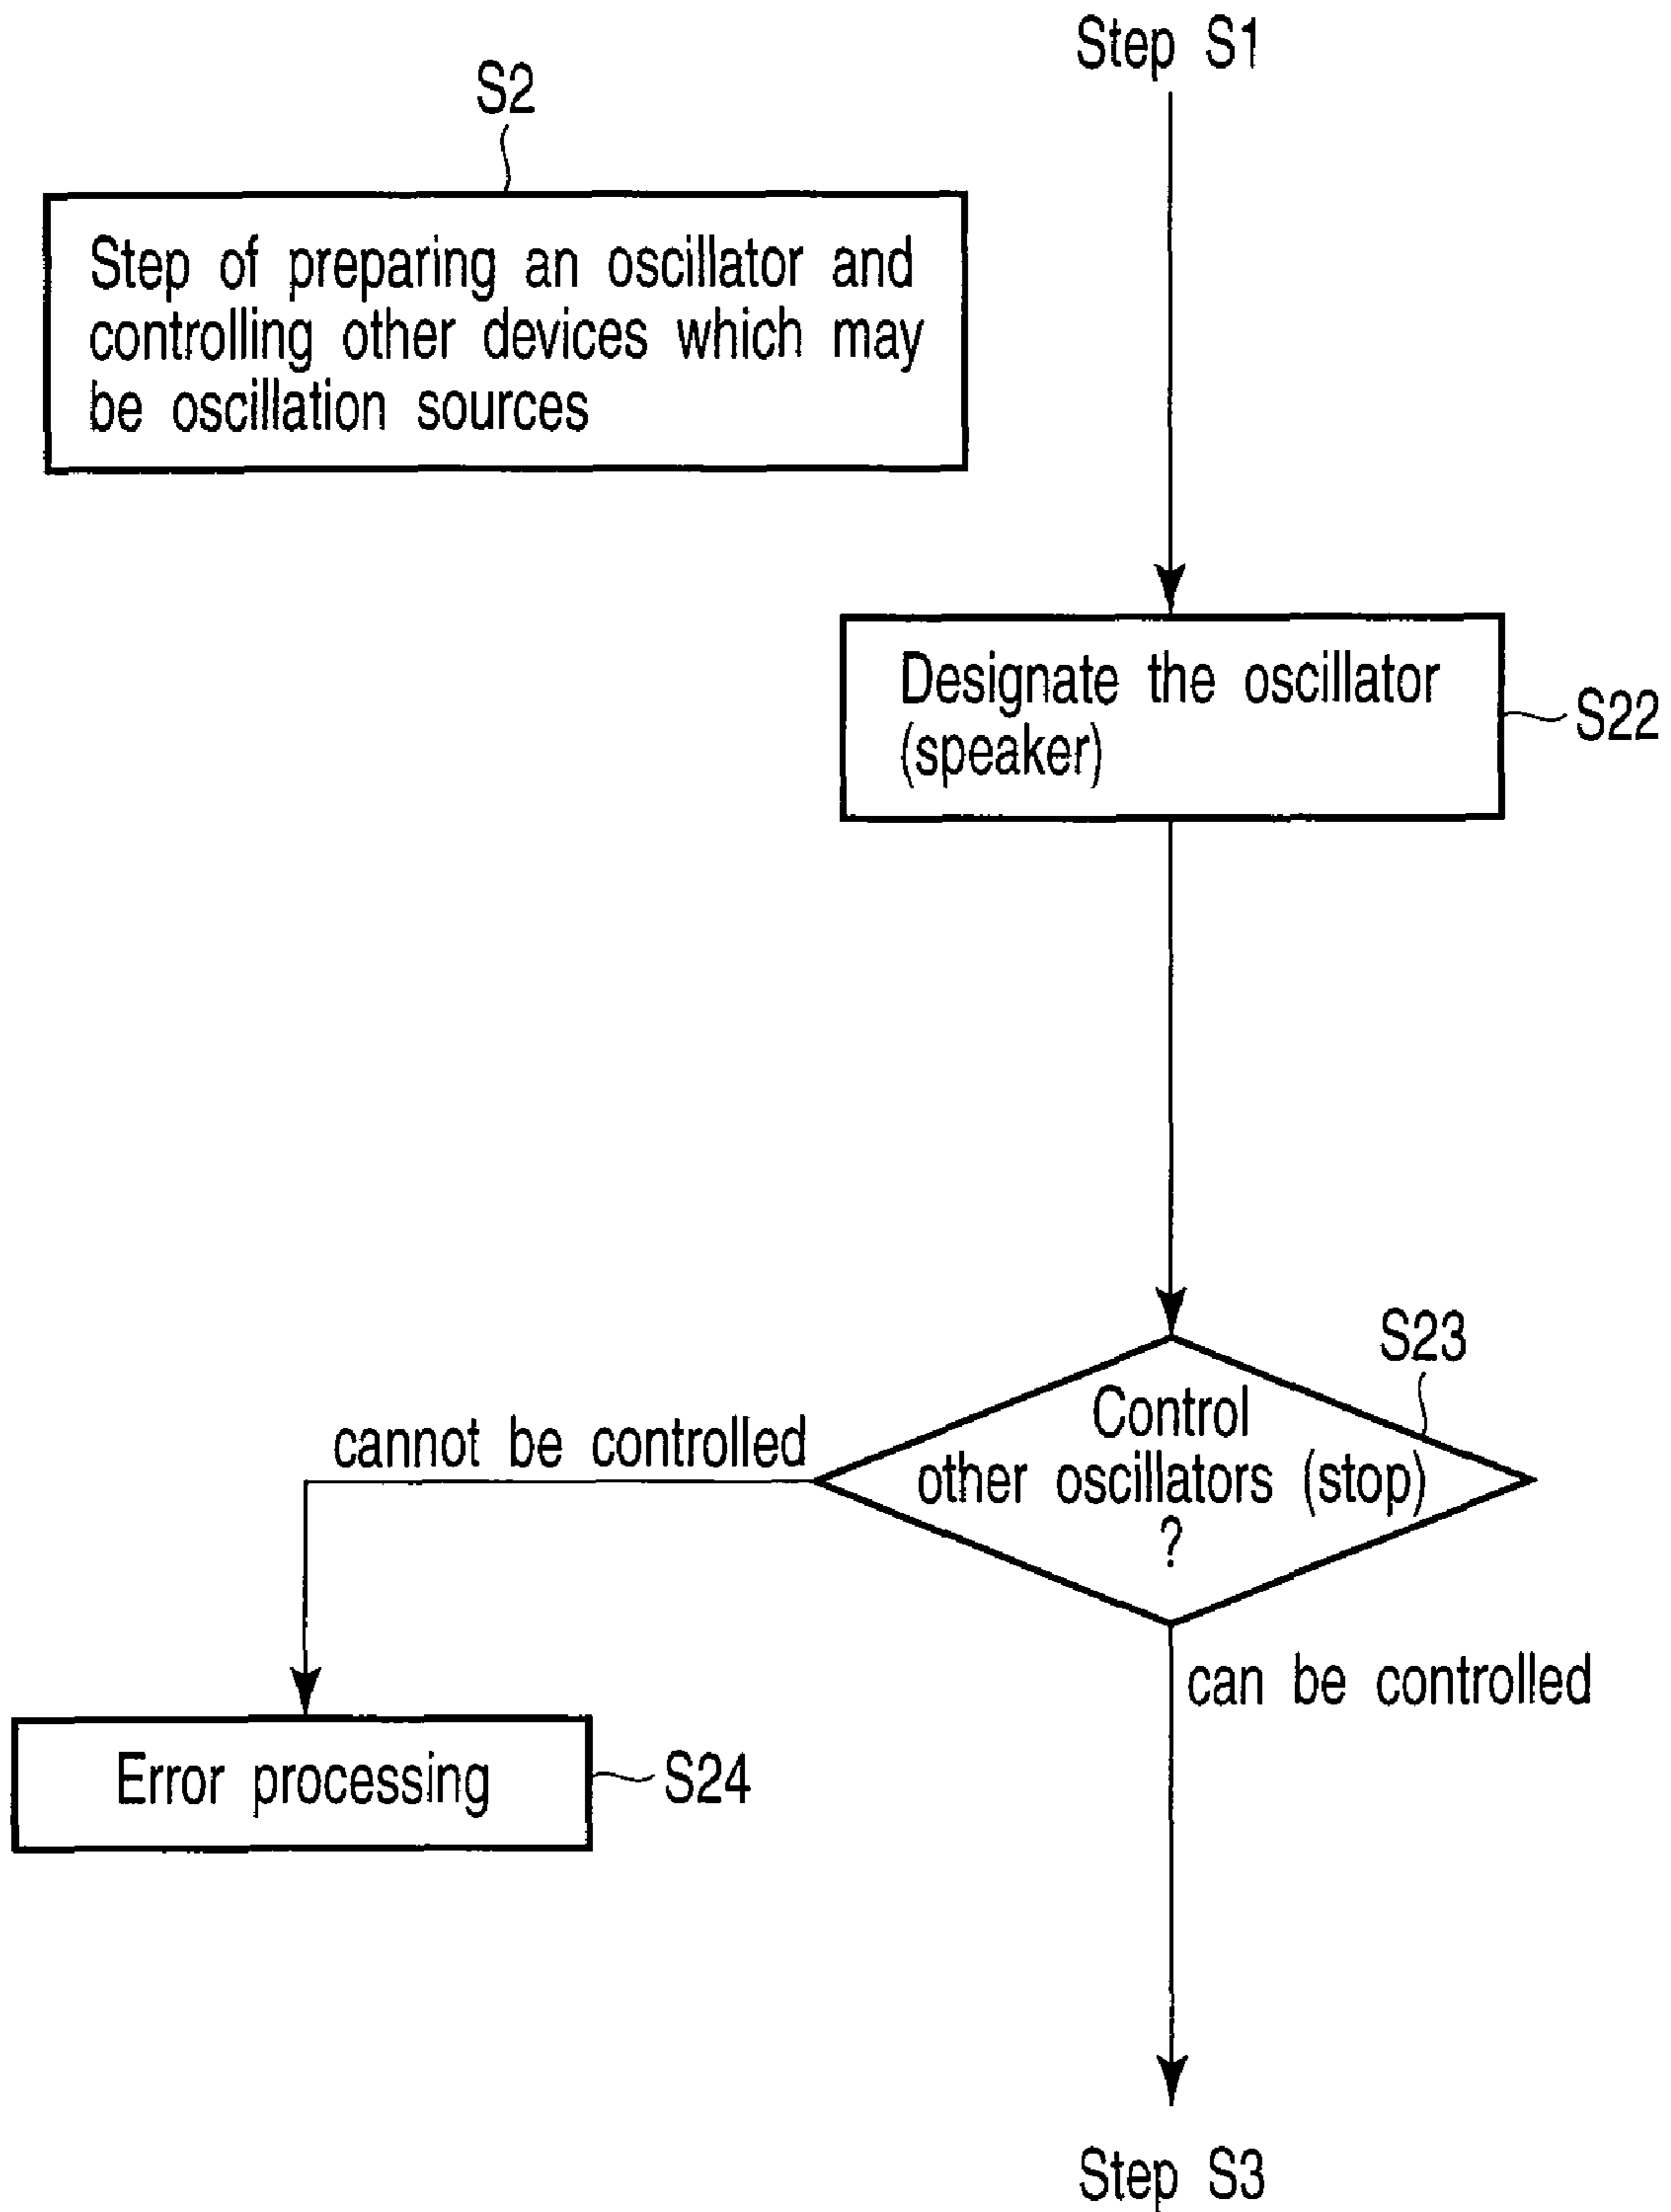 Step S1
S2
Step of preparing an oscillator and
controlling other devices which may
be oscillation sources
Designate the oscillator
(speaker)
S22
S23
Control
other oscillators (stop)
?
cannot be controlled
can be controlled
Error processing
S24
Step S3